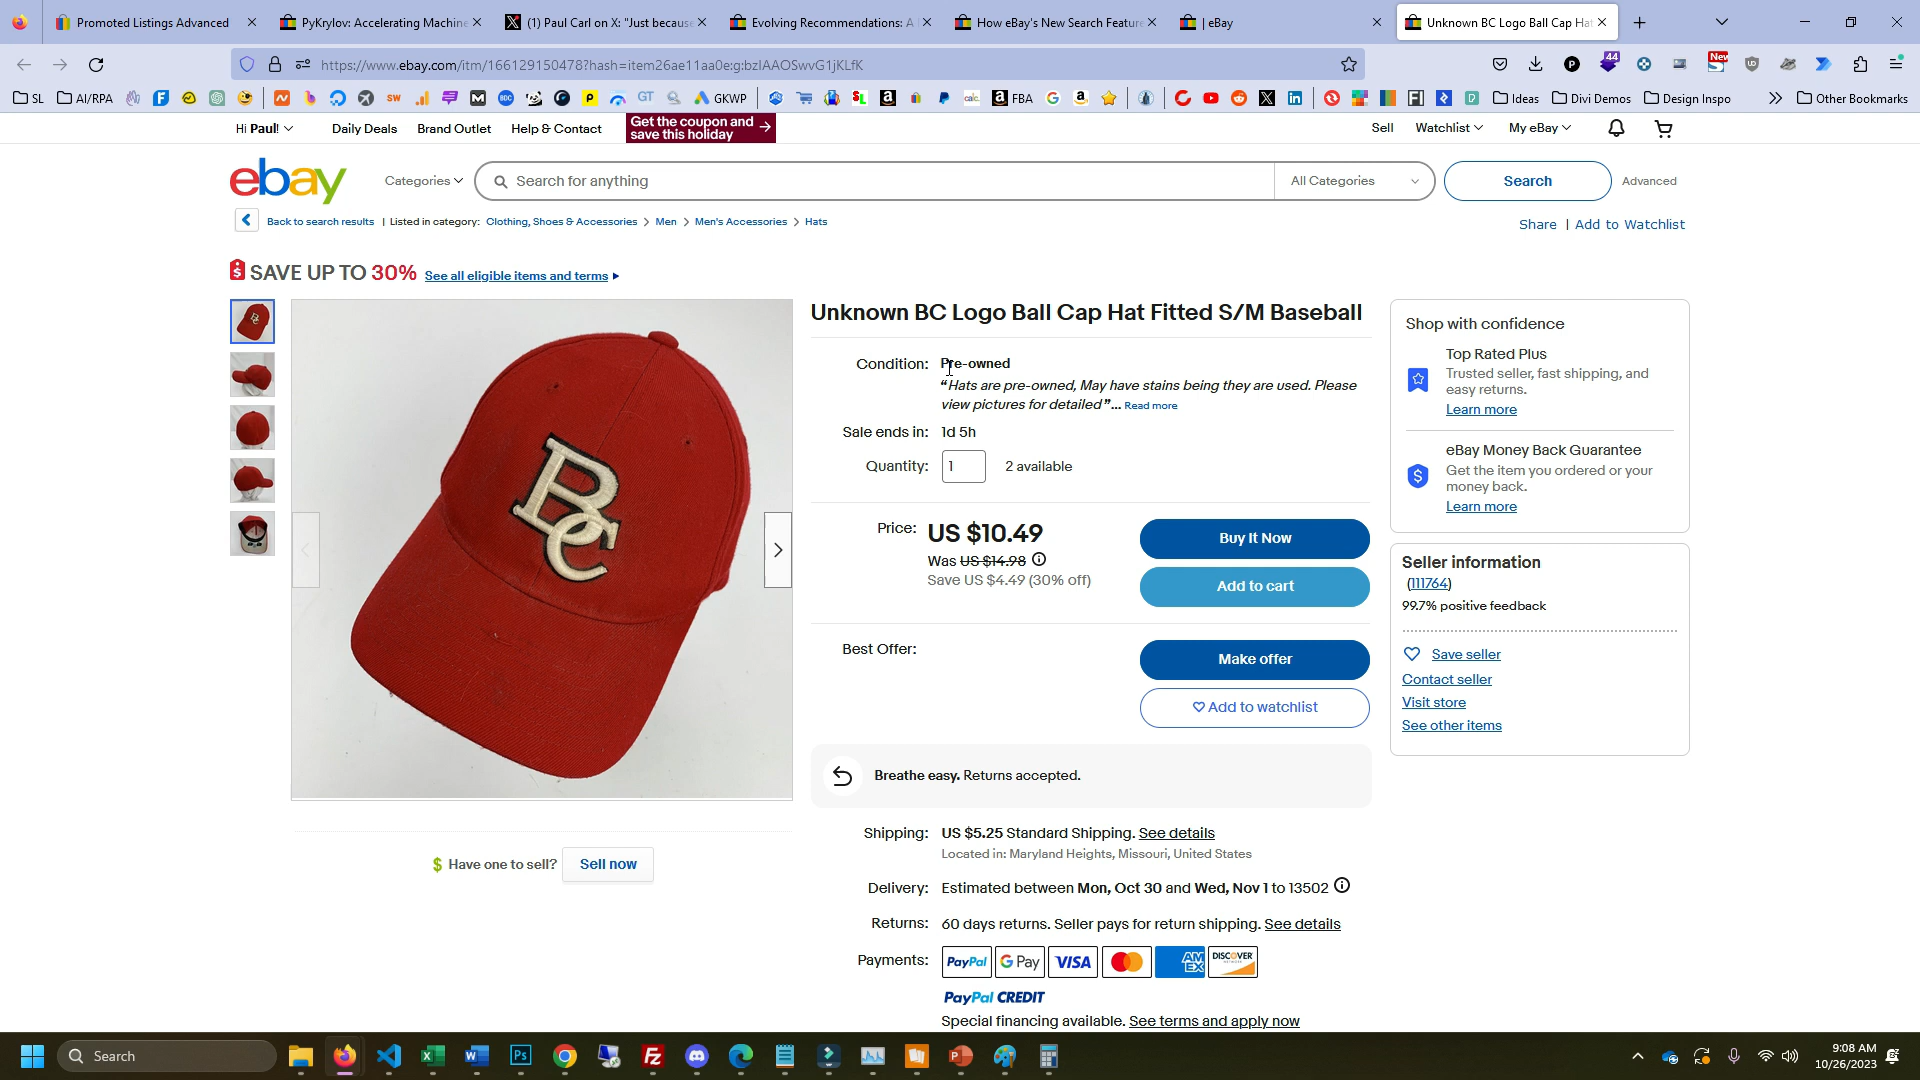 Promoted Listings Advanced
PyKrylov: Accelerating Machine
(1) Paul Carl on X: "Just because
Evolving Recommendations: A
How eBay's New Search Feature
| eBay
Unknown BC Logo Ball Cap Hat
https://www.ebay.com/itm/166129150478?hash=item26ae11aa0e:g:bzIAAOSwvG1jKLfK
44
New
SL
AI/RPA
GKWP
FBA
Ideas
Divi Demos
Design Inspo
Other Bookmarks
Hi Paul!
Daily Deals
Brand Outlet
Help & Contact
Get the coupon and
save this holiday
Sell
Watchlist
My eBay
ebay
Categories
Search for anything
All Categories
Search
Advanced
Back to search results | Listed in category: Clothing, Shoes & Accessories > Men > Men's Accessories > Hats
Share | Add to Watchlist
SAVE UP TO 30% See all eligible items and terms
BC
Unknown BC Logo Ball Cap Hat Fitted S/M Baseball
Condition: Pre-owned
“Hats are pre-owned, May have stains being they are used. Please
view pictures for detailed”... Read more
Sale ends in: 1d 5h
Quantity: 1 2 available
Price: US $10.49
Was US $14.98
Save US $4.49 (30% off)
Buy It Now
Add to cart
Best Offer:
Make offer
Add to watchlist
Breathe easy. Returns accepted.
Shipping: US $5.25 Standard Shipping. See details
Located in: Maryland Heights, Missouri, United States
Delivery: Estimated between Mon, Oct 30 and Wed, Nov 1 to 13502
Returns: 60 days returns. Seller pays for return shipping. See details
Payments: PayPal G Pay VISA AM EX DISCOVER
PayPal CREDIT
Special financing available. See terms and apply now
$ Have one to sell? Sell now
Shop with confidence
Top Rated Plus
Trusted seller, fast shipping, and
easy returns.
Learn more
eBay Money Back Guarantee
Get the item you ordered or your
money back.
Learn more
Seller information
(111764)
99.7% positive feedback
Save seller
Contact seller
Visit store
See other items
Search
9:08 AM
10/26/2023